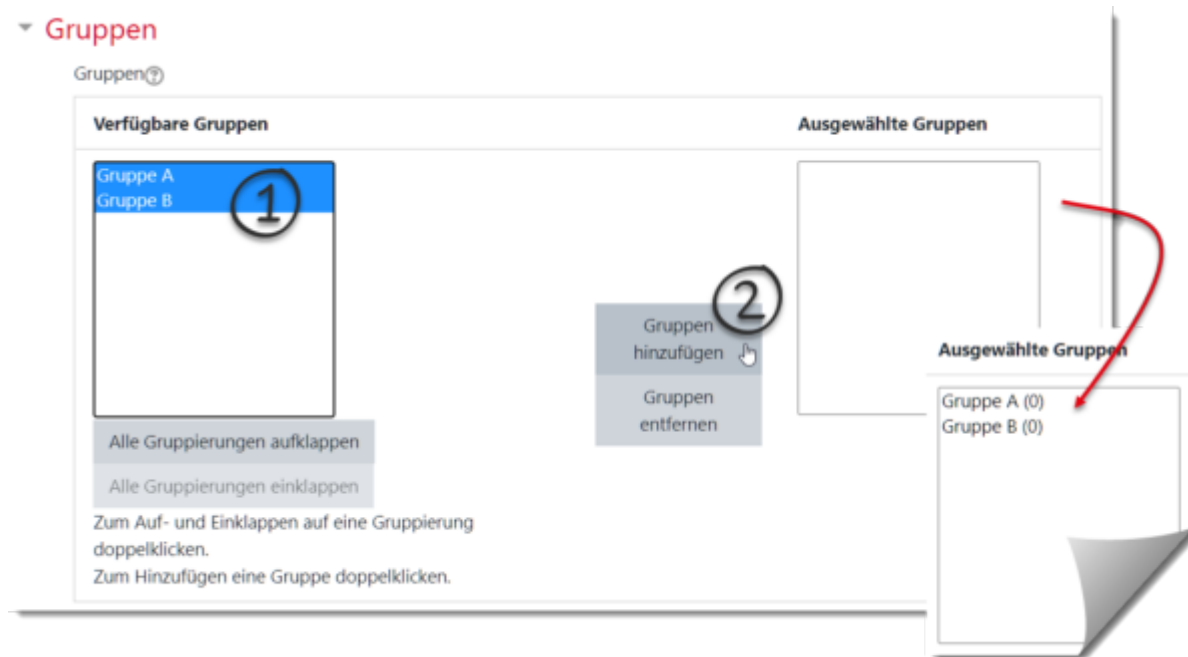 Gruppen
Gruppen
Verfügbare Gruppen
Ausgewählte Gruppen
Gruppe A
Gruppe B
1
2
Gruppen
hinzufügen
Gruppen
entfernen
Alle Gruppierungen aufklappen
Alle Gruppierungen einklappen
Zum Auf- und Einklappen auf eine Gruppierung
doppelklicken.
Zum Hinzufügen eine Gruppe doppelklicken.
Ausgewählte Gruppen
Gruppe A (0)
Gruppe B (0)